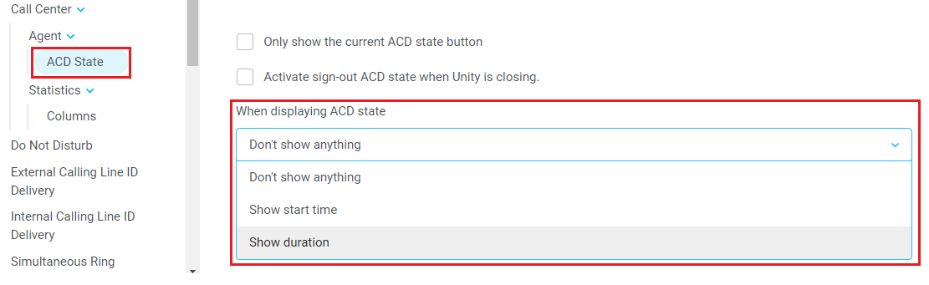 Call Center
Agent
ACD State
Statistics
Columns
Do Not Disturb
External Calling Line ID
Delivery
Internal Calling Line ID
Delivery
Simultaneous Ring
Only show the current ACD state button
Activate sign-out ACD state when Unity is closing.
When displaying ACD state
Don't show anything
Don't show anything
Show start time
Show duration